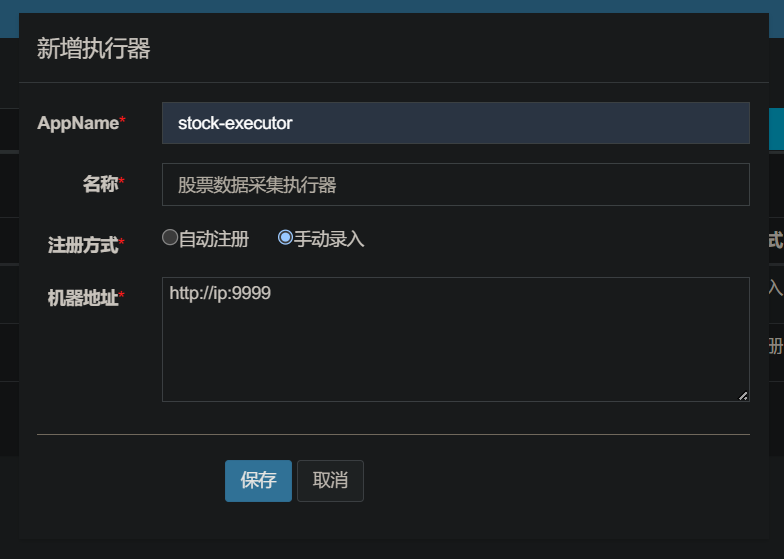 新增执行器
AppName* stock-executor
名称* 股票数据采集执行器
注册方式* 自动注册 手动录入
式
机器地址* http://ip:9999
入
册
保存 取消